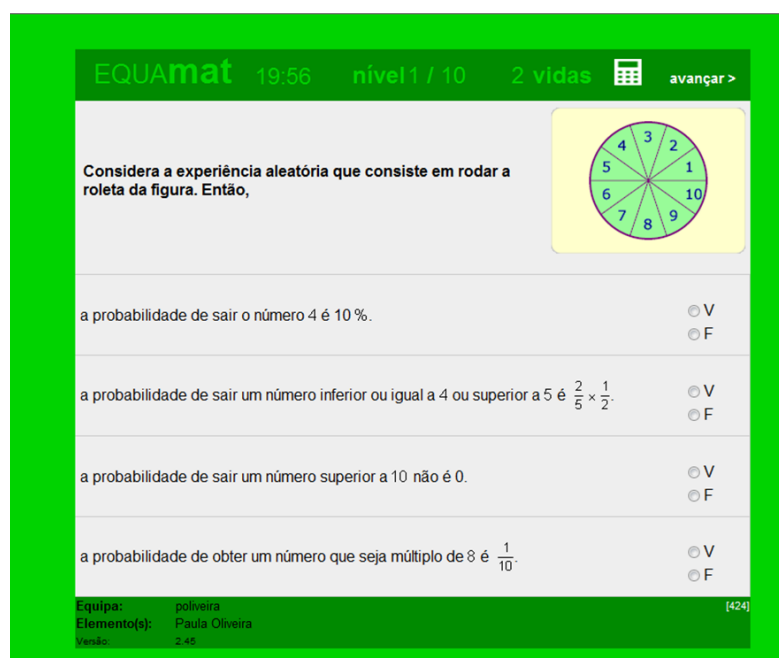 EQUAmat 19:56 nível 1 / 10 2 vidas avançar >
Considera a experiência aleatória que consiste em rodar a
roleta da figura. Então,
3
4 2
5 1
6 10
7 9
8
a probabilidade de sair o número 4 é 10 %.
V
F
a probabilidade de sair um número inferior ou igual a 4 ou superior a 5 é 2/5 × 1/2.
V
F
a probabilidade de sair um número superior a 10 não é 0.
V
F
a probabilidade de obter um número que seja múltiplo de 8 é 1/10.
V
F
Equipa: poliveira [424]
Elemento(s): Paula Oliveira
Versão: 2.45